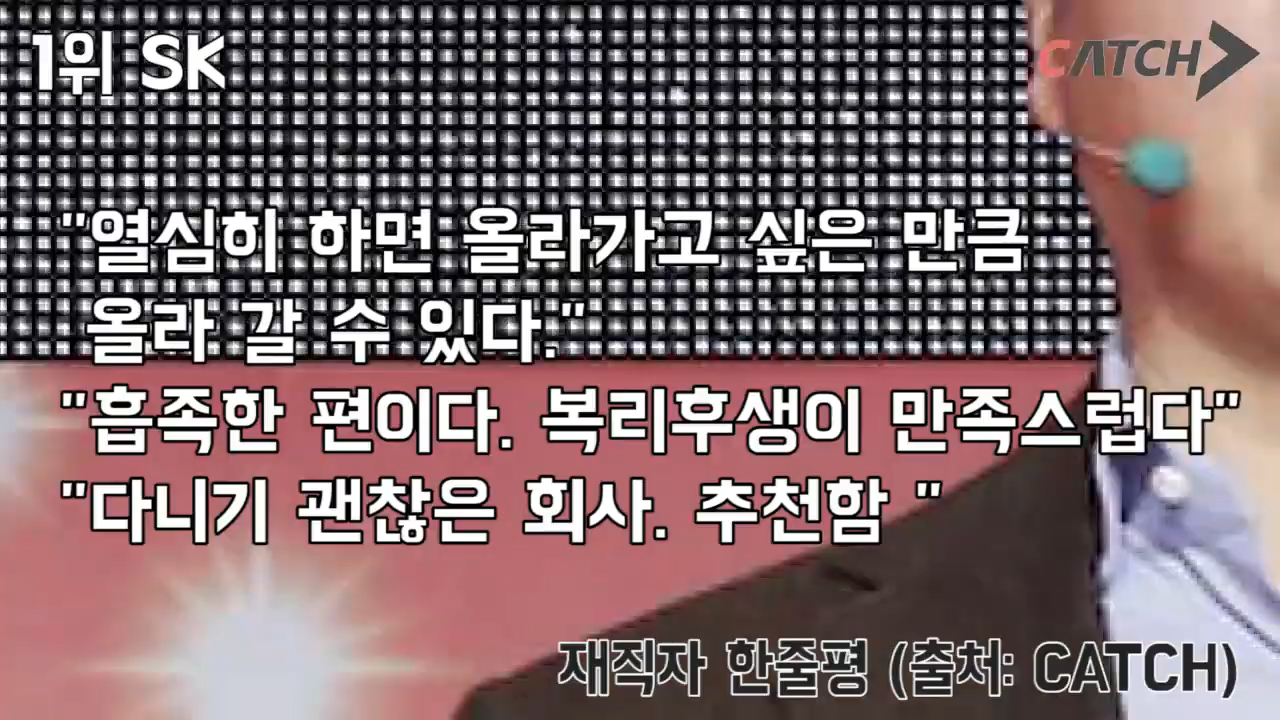 1위 SK
CATCH
"열심히 하면 올라가고 싶은 만큼
올라 갈 수 있다."
"흡족한 편이다. 복리후생이 만족스럽다"
"다니기 괜찮은 회사. 추천함 "
재직자 한줄평 (출처: CATCH)